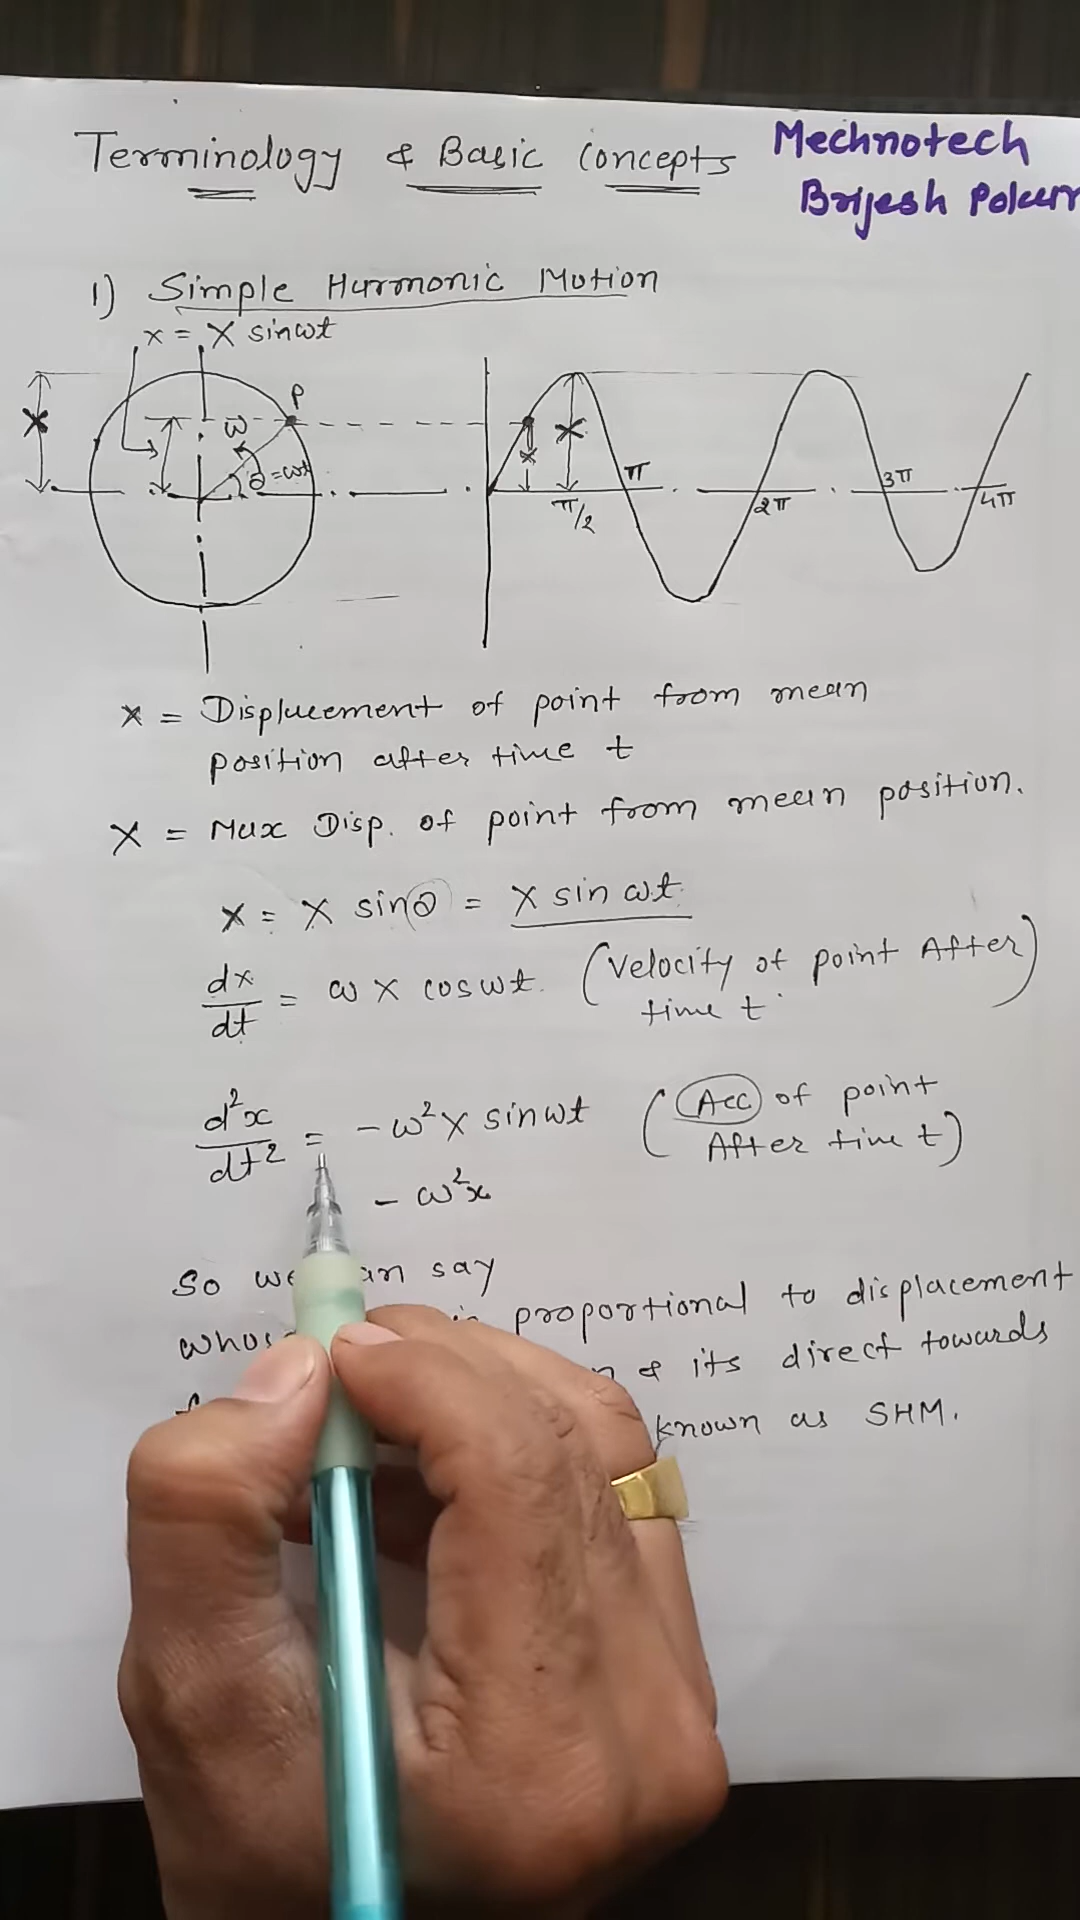 Terminology & Basic Concepts
Mechnotech
Brijesh
1) Simple Harmonic Motion
x = X sinωt
X
P
ω
θ=ωt
x
X
π/2
π
2π
3π
4π
x = Displacement of point from mean
position after time t
X = Max Disp. of point from mean position.
x = X sinθ = X sin ωt
dx/dt = ω X cosωt. (Velocity of point After
time t)
d²x/dt² = -ω² X sinωt (Acc of point
After time t)
- ω²x
So we can say
proportional to displacement
& its direct towards
known as SHM.